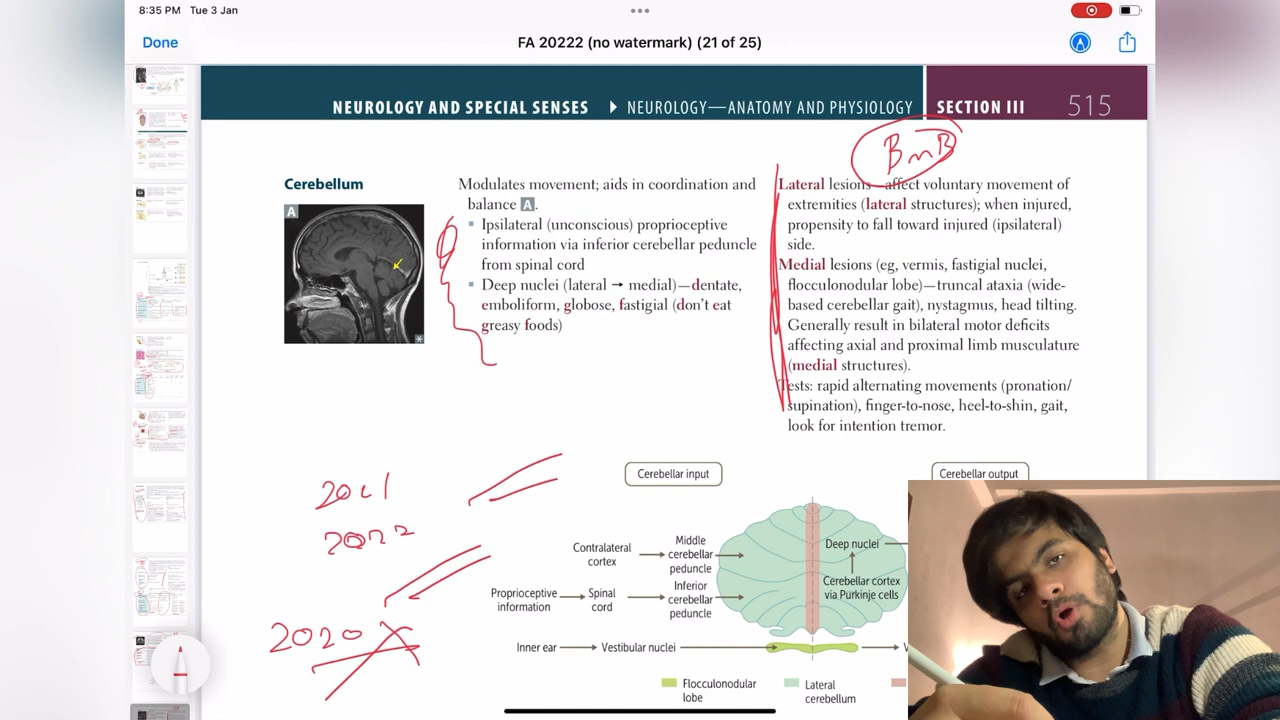 8:35 PM Tue 3 Jan
Done
FA 20222 (no watermark) (21 of 25)
NEUROLOGY AND SPECIAL SENSES
NEUROLOGY—ANATOMY AND PHYSIOLOGY
SECTION III
515
BnB
Cerebellum
A
Modulates movement; aids in coordination and
balance A.
Ipsilateral (unconscious) proprioceptive
information via inferior cerebellar peduncle
from spinal cord
Deep nuclei (lateral → medial)—dentate,
emboliform, globose, fastigial (don't eat
greasy foods)
Lateral lesions—affect voluntary movement of
extremities (lateral structures); when injured,
propensity to fall toward injured (ipsilateral)
side.
Medial lesions (eg, vermis, fastigial nuclei,
flocculonodular lobe)—truncal ataxia (wide-
based cerebellar gait), nystagmus, head tilting.
Generally result in bilateral motor deficits
affecting axial and proximal limb musculature
(medial structures).
Tests: rapid alternating movements (pronation/
supination), finger-to-nose, heel-to-shin, gait,
look for intention tremor.
2022
2020
Cerebellar input
Cerebellar output
Contralateral
cortex
Middle
cerebellar
peduncle
Proprioceptive
information
Spinal
cord
Inferior
cerebellar
peduncle
Inner ear
Vestibular nuclei
Deep nuclei
Cerebellar cortex
via Purkinje cells
V
Flocculonodular
lobe
Lateral
cerebellum